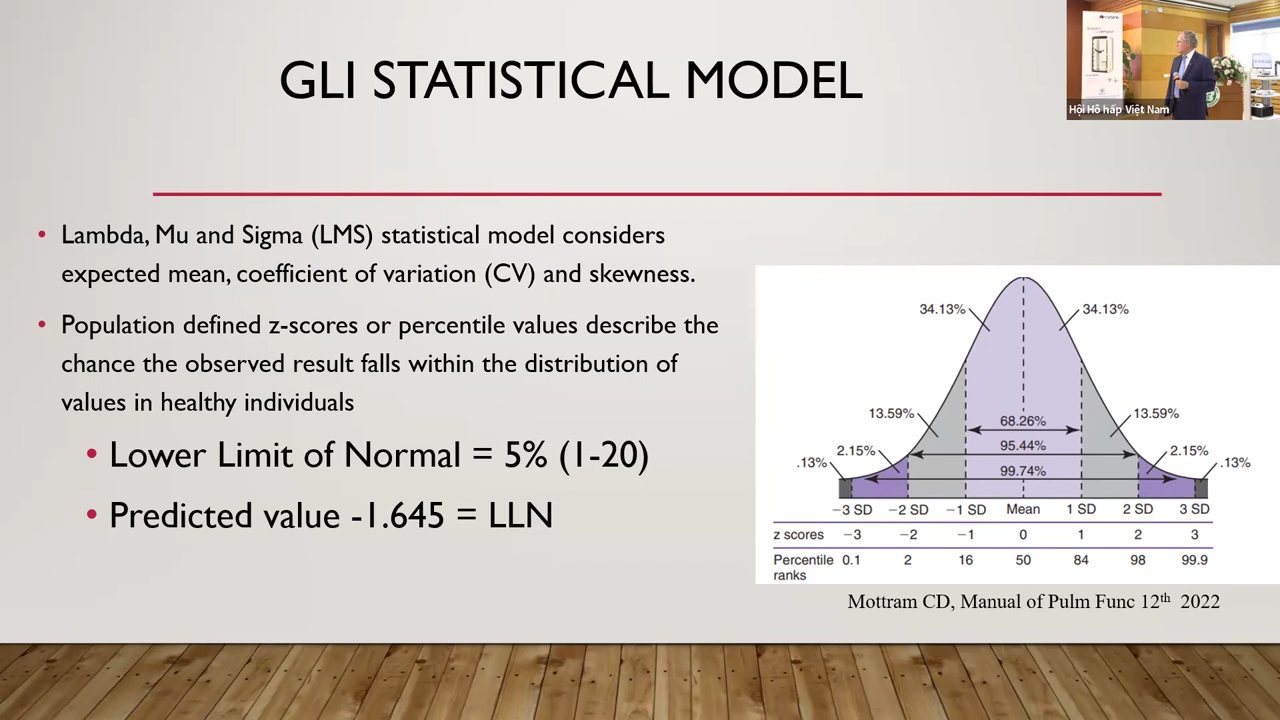 GLI STATISTICAL MODEL
Hội Hô hấp Việt Nam
• Lambda, Mu and Sigma (LMS) statistical model considers
expected mean, coefficient of variation (CV) and skewness.
• Population defined z-scores or percentile values describe the
chance the observed result falls within the distribution of
values in healthy individuals
• Lower Limit of Normal = 5% (1-20)
• Predicted value -1.645 = LLN
34.13% 34.13%
13.59% 68.26% 13.59%
2.15% 95.44% 2.15%
.13% 99.74% .13%
−3 SD −2 SD −1 SD Mean 1 SD 2 SD 3 SD
z scores −3 −2 −1 0 1 2 3
Percentile 0.1 2 16 50 84 98 99.9
ranks
Mottram CD, Manual of Pulm Func 12th 2022